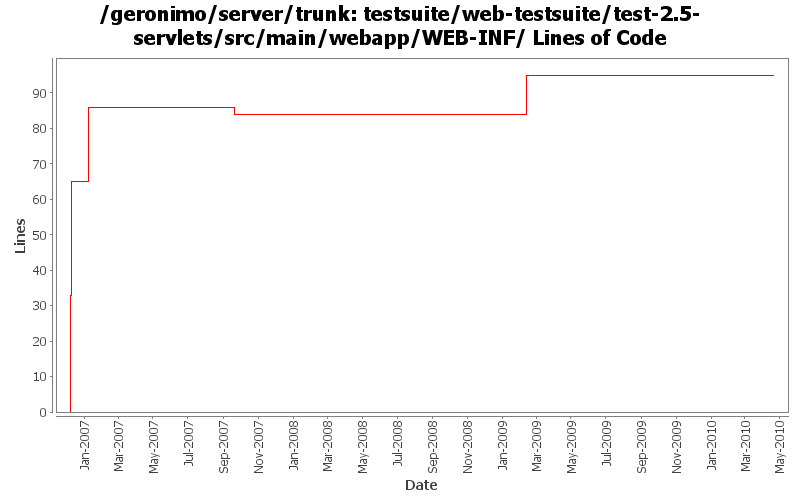 /geronimo/server/trunk: testsuite/web-testsuite/test-2.5-
servlets/src/main/webapp/WEB-INF/ Lines of Code
Lines
90
80
70
60
50
40
30
20
10
0
Jan-2007
Mar-2007
May-2007
Jul-2007
Sep-2007
Nov-2007
Jan-2008
Mar-2008
May-2008
Jul-2008
Sep-2008
Nov-2008
Jan-2009
Mar-2009
May-2009
Jul-2009
Sep-2009
Nov-2009
Jan-2010
Mar-2010
May-2010
Date